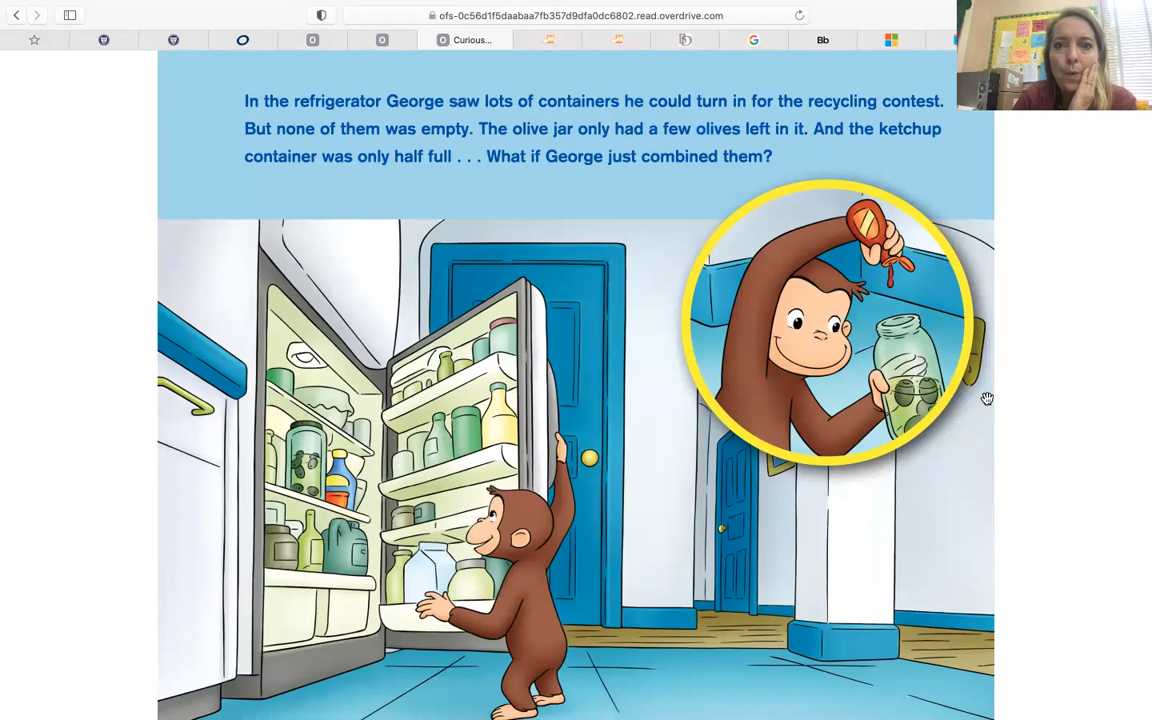 ofs-0c56d1f5daabaa7fb357d9dfa0dc6802.read.overdrive.com
Curious...
G
Bb
In the refrigerator George saw lots of containers he could turn in for the recycling contest.
But none of them was empty. The olive jar only had a few olives left in it. And the ketchup
container was only half full . . . What if George just combined them?